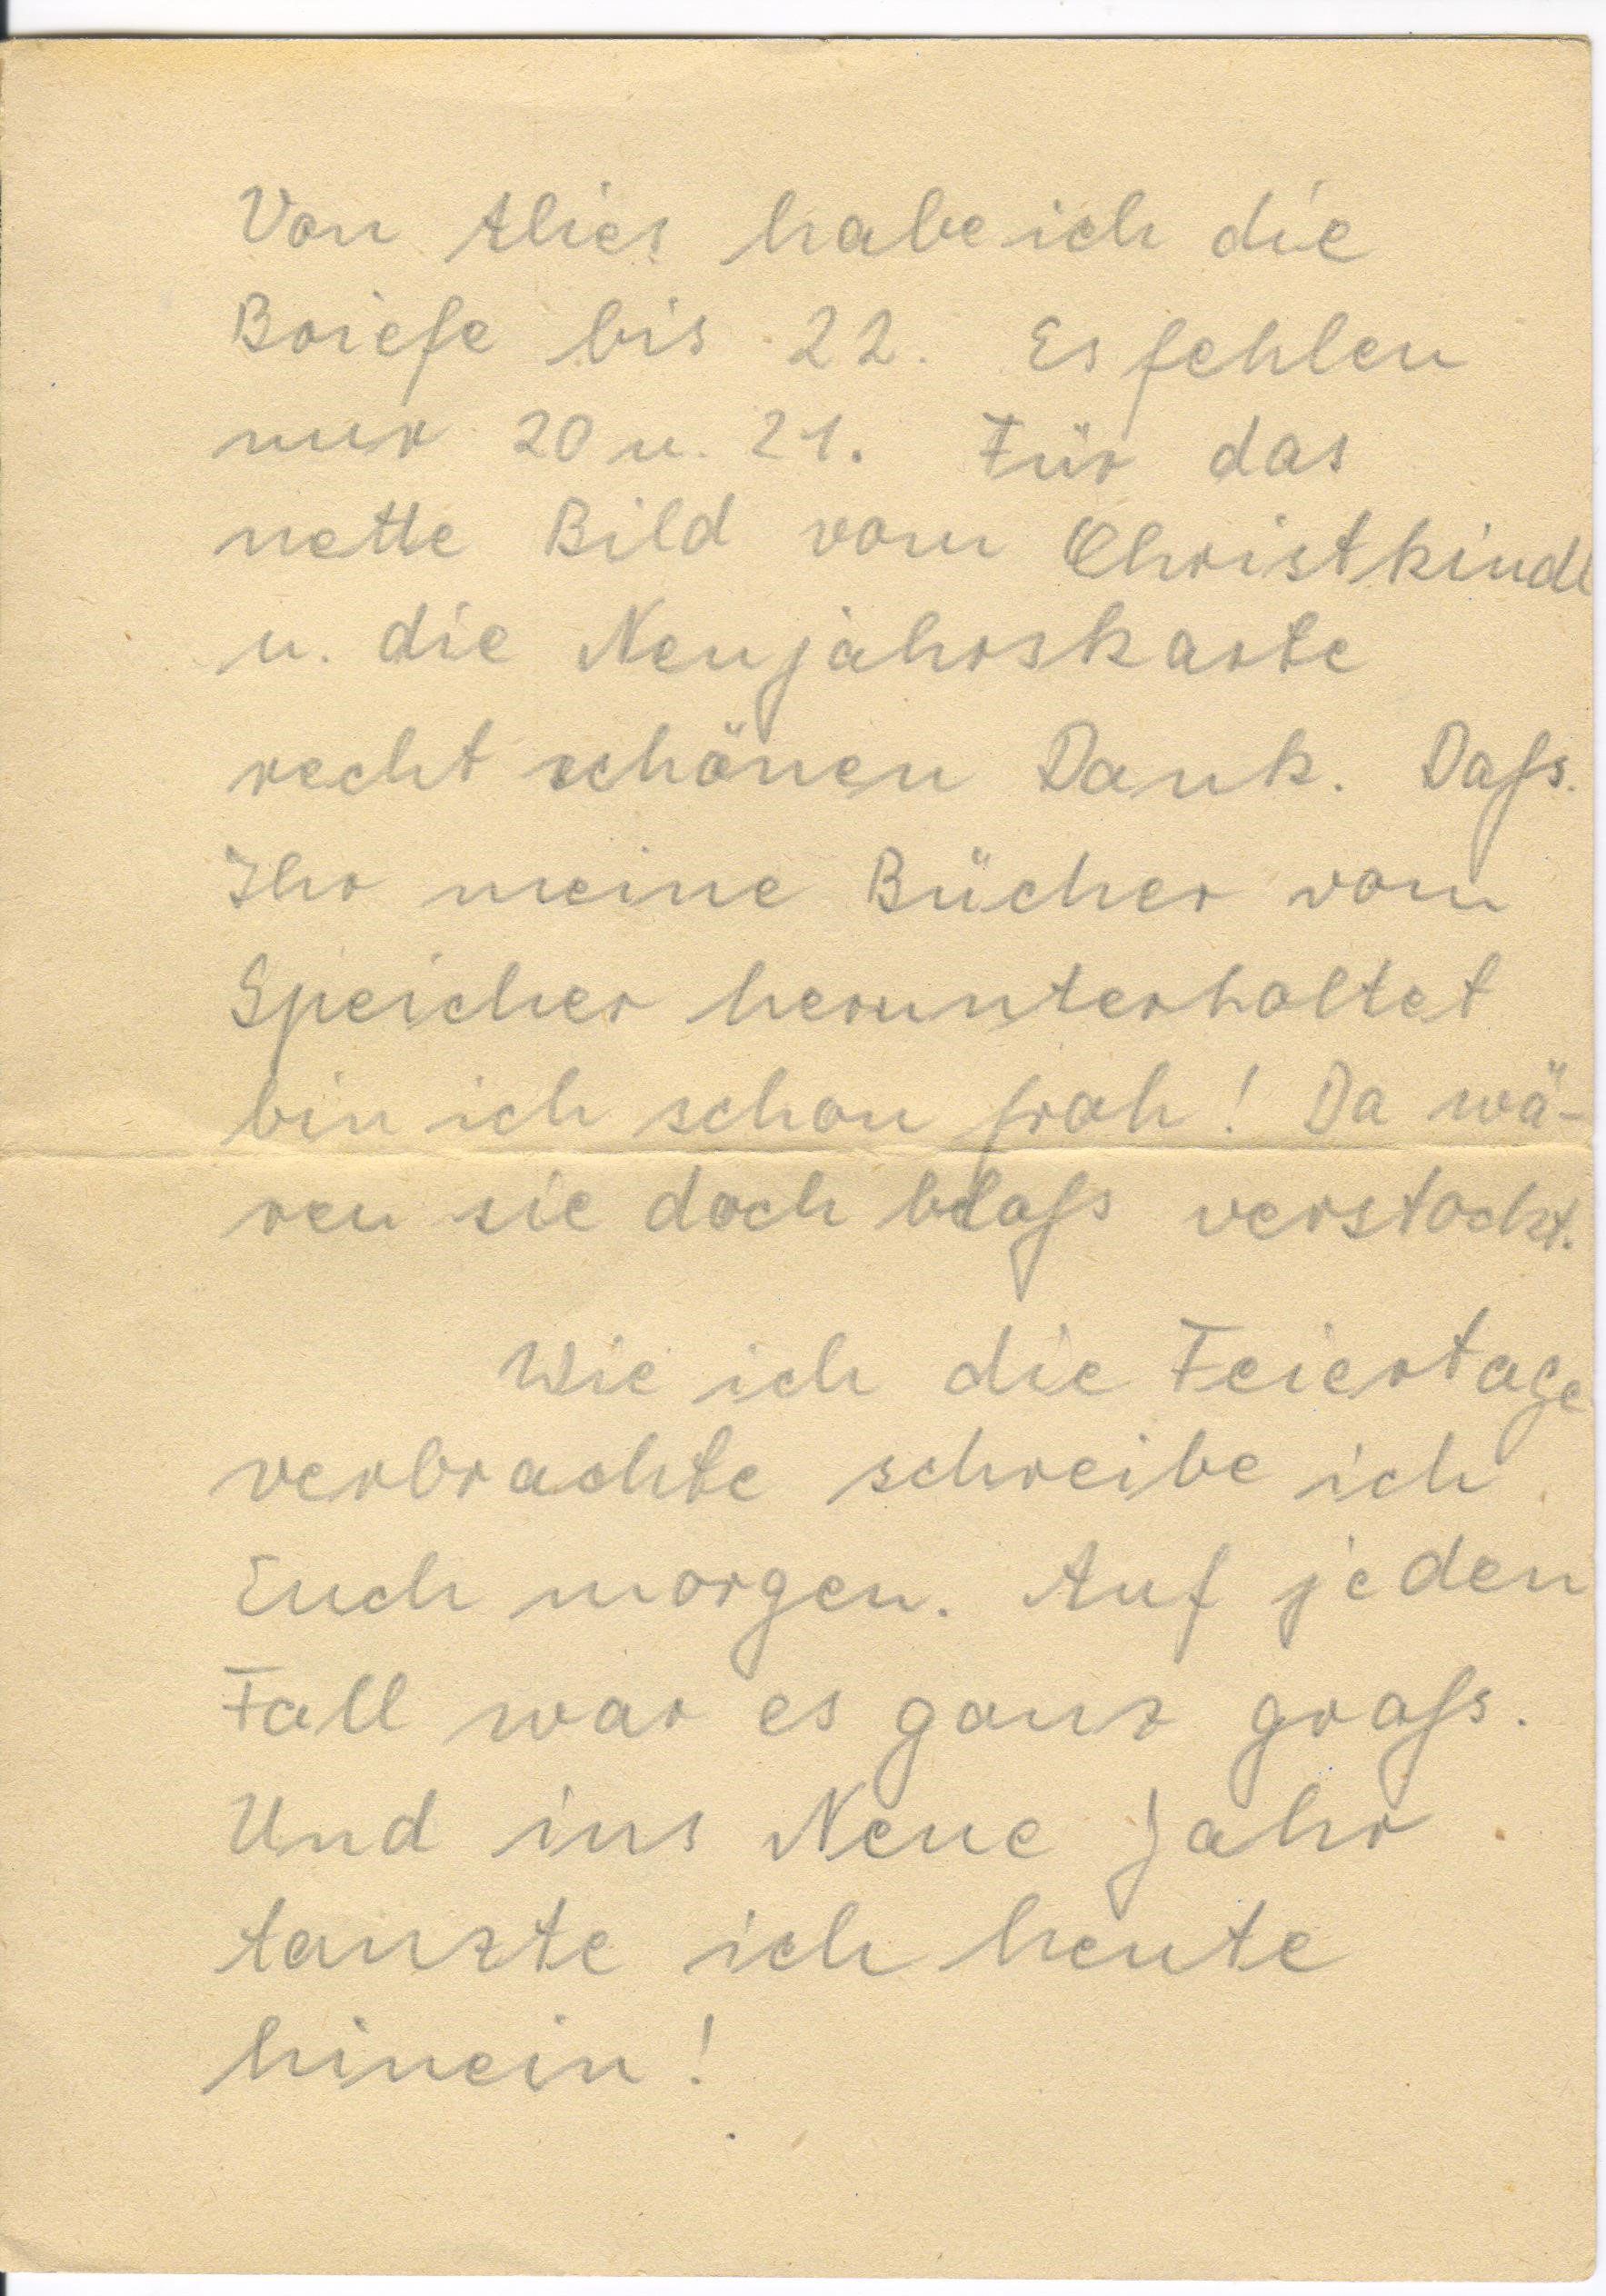 Von Alies habe ich die
Briefe bis 22. Es fehlen
nur 20 u. 21. Für das
nette Bild vom Christkindl
u. die Neujahrskarte
recht schönen Dank. Dass
Ihr meine Bücher vom
Speicher herunterholtet
bin ich schon froh! Da wä-
ren sie doch bloss verstockt.
Wie ich die Feiertage
verbrachte schreibe ich
Euch morgen. Auf jeden
Fall war es ganz gross.
Und ins Neue Jahr
tanzte ich heute
hinein!